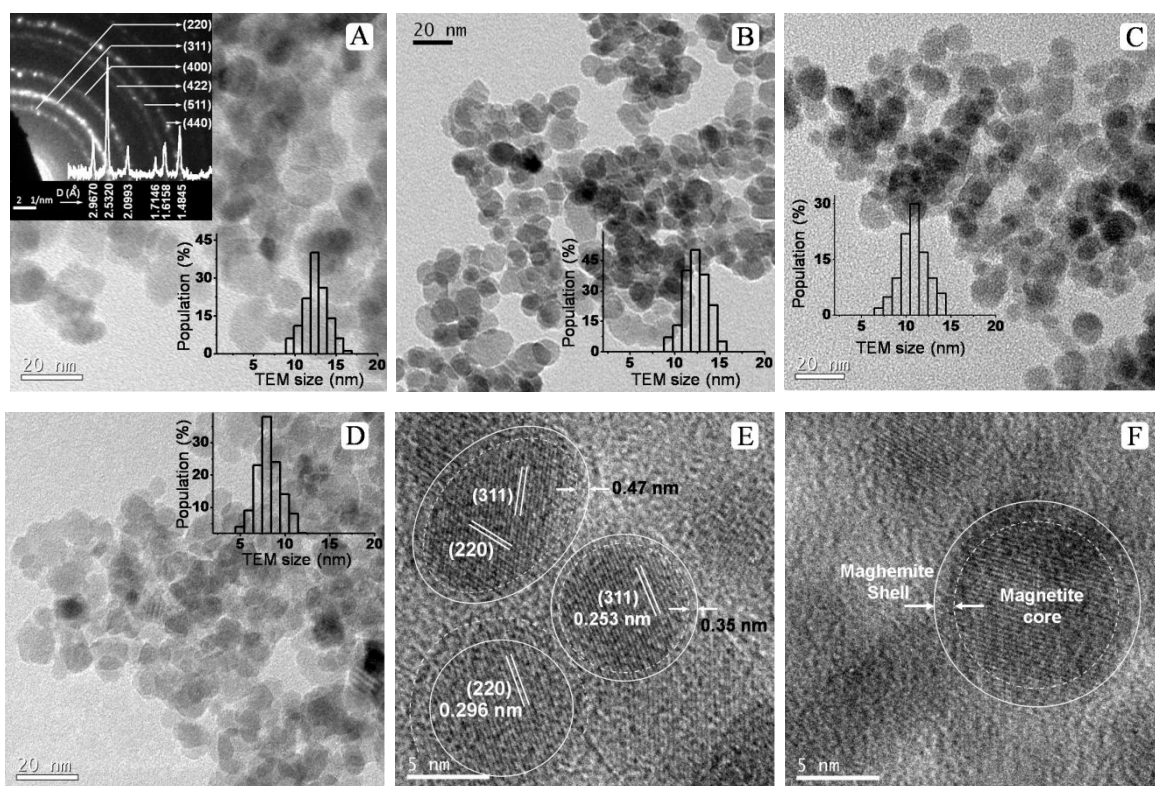 A
(220)
(311)
(400)
(422)
(511)
(440)
2 1/nm
D (Å)
2.9670
2.5320
2.0993
1.7146
1.6158
1.4845
Population (%)
45
30
15
0
5
10
15
20
TEM size (nm)
20 nm
B
20 nm
Population (%)
45
30
15
0
5
10
15
20
TEM size (nm)
C
Population (%)
30
15
0
5
10
15
20
TEM size (nm)
20 nm
D
Population (%)
30
20
10
5
10
15
20
TEM size (nm)
20 nm
E
(311)
(220)
0.47 nm
(311)
0.253 nm
0.35 nm
(220)
0.296 nm
5 nm
F
Maghemite
Shell
Magnetite
core
5 nm